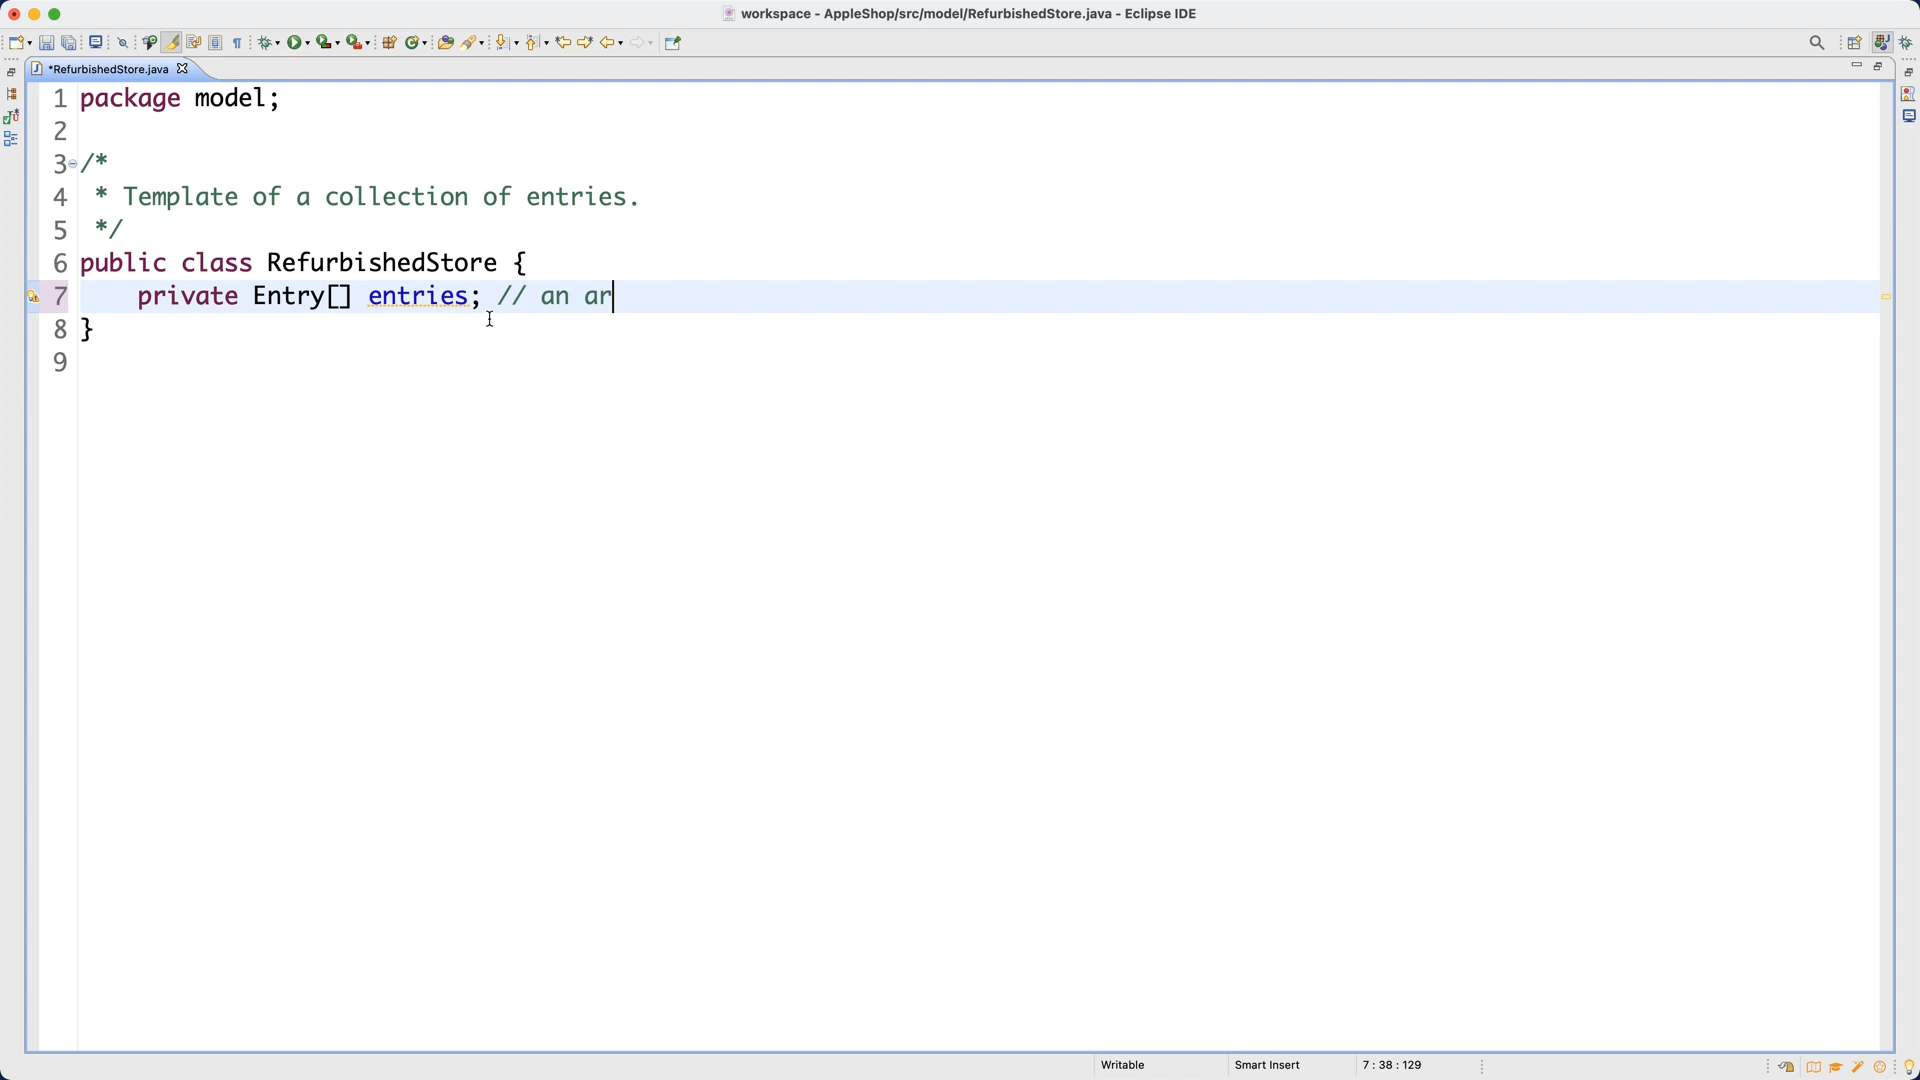 workspace - AppleShop/src/model/RefurbishedStore.java - Eclipse IDE
*RefurbishedStore.java
1 package model;
2
3 /*
4 * Template of a collection of entries.
5 */
6 public class RefurbishedStore {
7 private Entry[] entries; // an ar
8 }
9
Writable Smart Insert 7 : 38 : 129